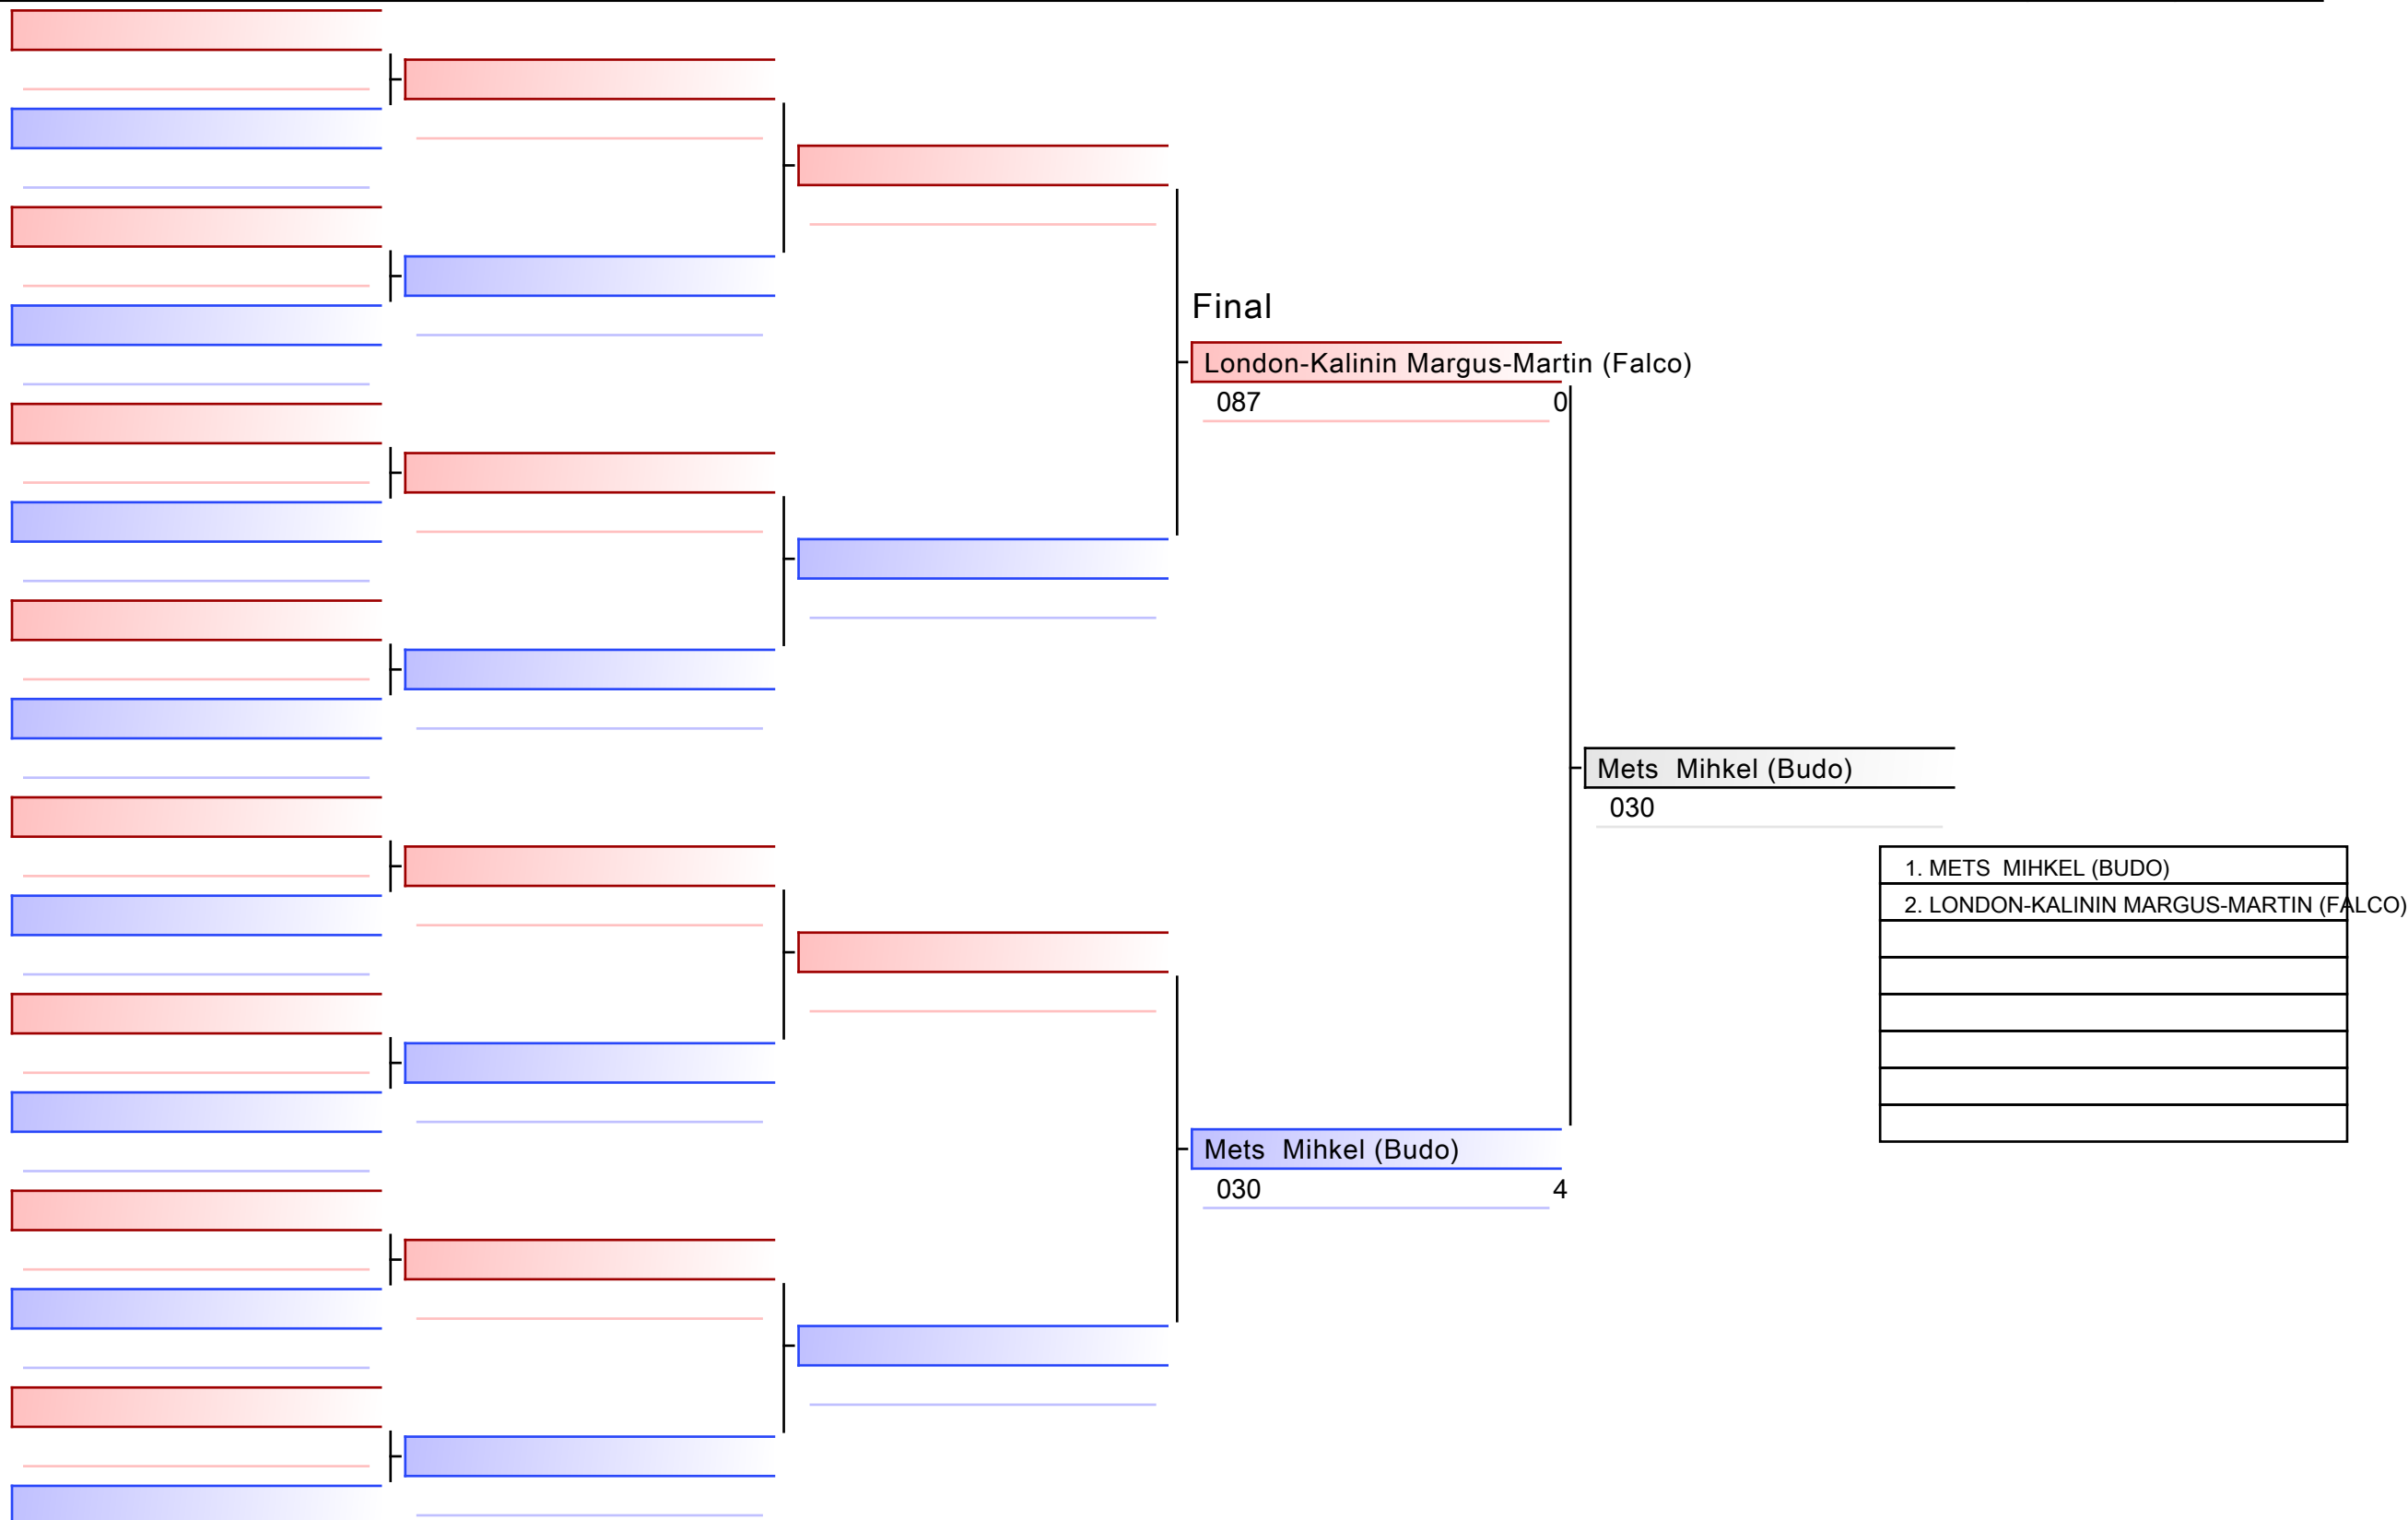 Final
London-Kalinin Margus-Martin (Falco)
087 0
Mets  Mihkel (Budo)
030
1. METS  MIHKEL (BUDO)
2. LONDON-KALININ MARGUS-MARTIN (FALCO)
Mets  Mihkel (Budo)
030 4